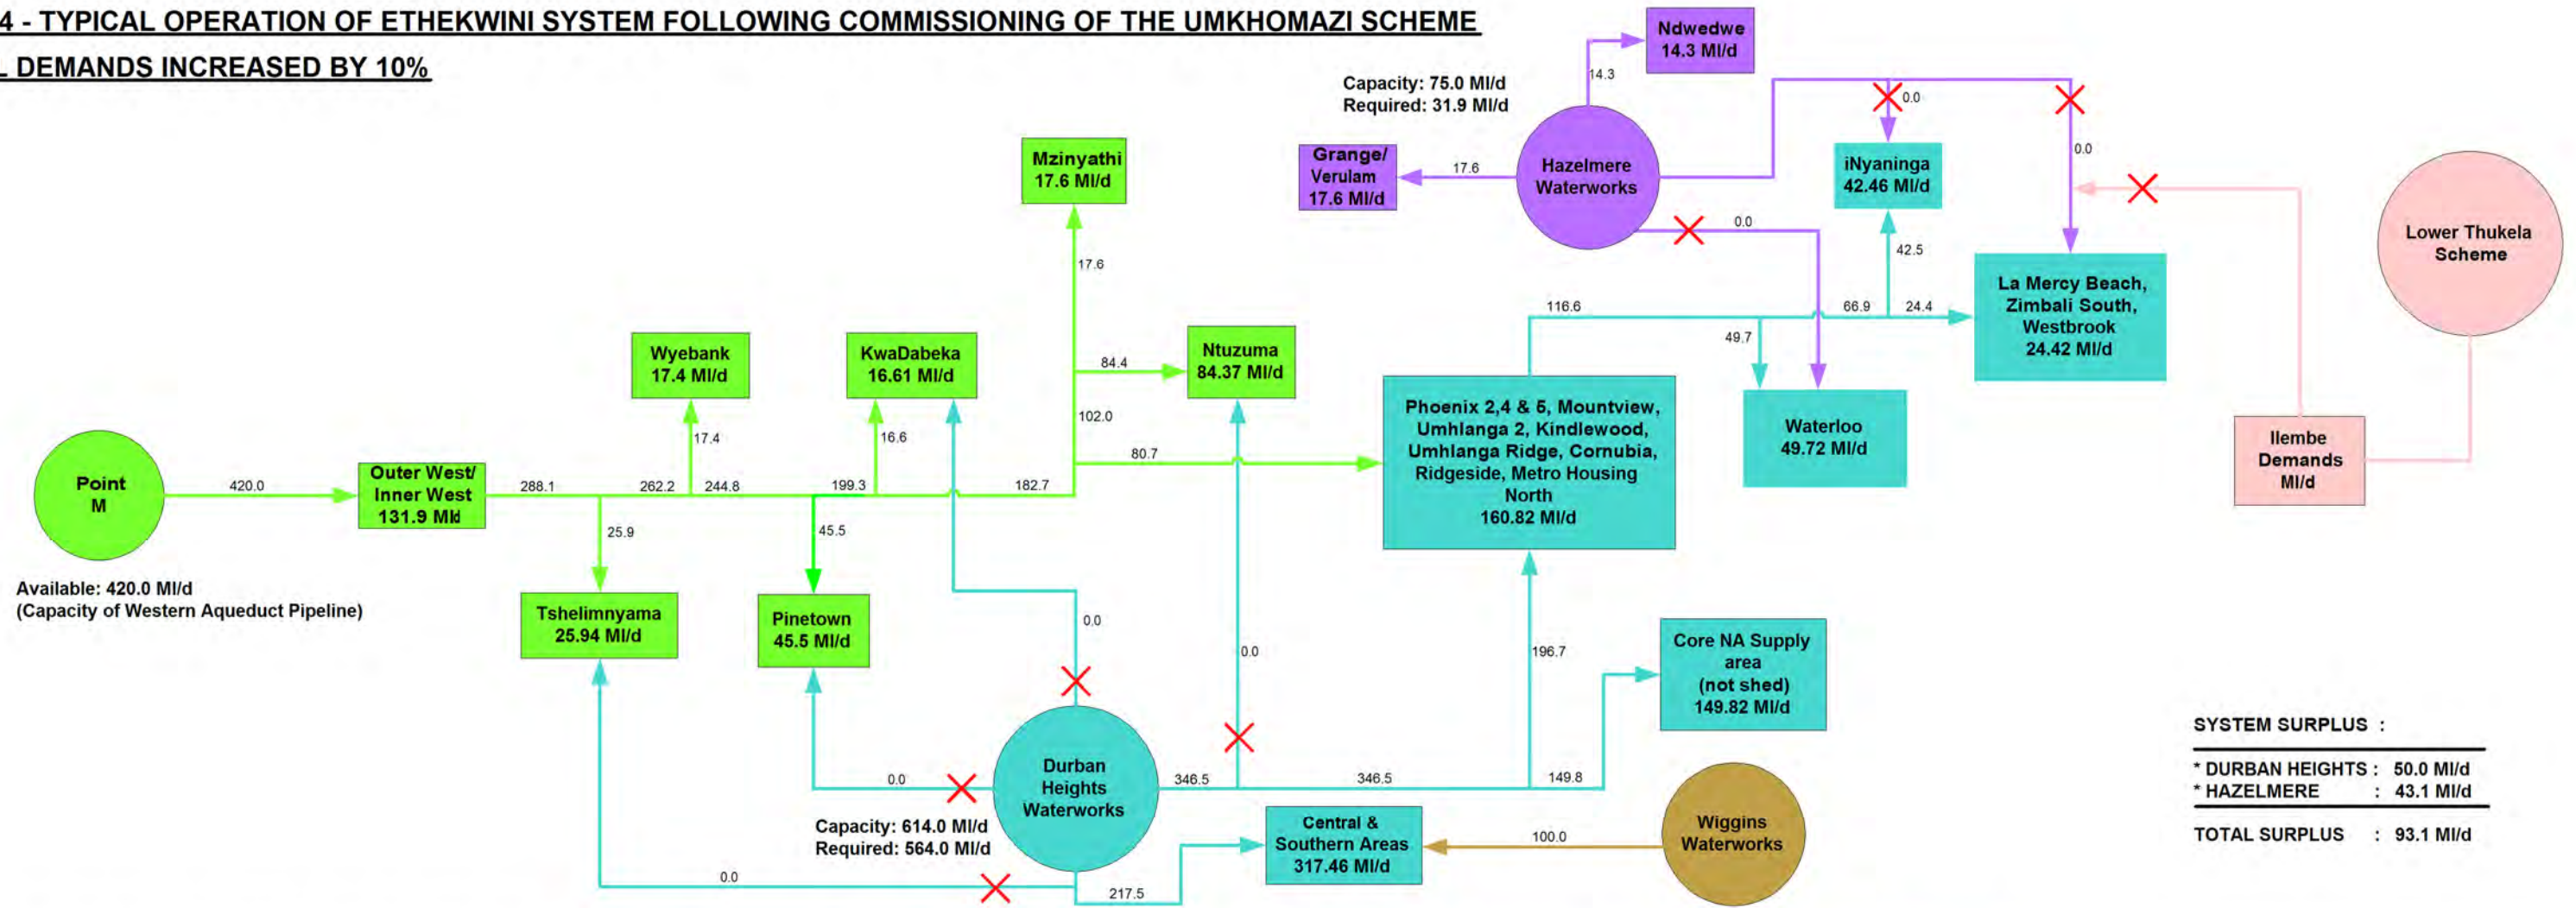 4 - TYPICAL OPERATION OF ETHEKWINI SYSTEM FOLLOWING COMMISSIONING OF THE UMKHOMAZI SCHEME
L DEMANDS INCREASED BY 10%
Ndwedwe
14.3 Ml/d
14.3
Capacity: 75.0 Ml/d
Required: 31.9 Ml/d
Hazelmere
Waterworks
Grange/
Verulam
17.6 Ml/d
17.6
0.0
0.0
0.0
iNyaninga
42.46 Ml/d
42.5
Lower Thukela
Scheme
La Mercy Beach,
Zimbali South,
Westbrook
24.42 Ml/d
116.6
66.9
24.4
49.7
Waterloo
49.72 Ml/d
Ilembe
Demands
Ml/d
Mzinyathi
17.6 Ml/d
17.6
Wyebank
17.4 Ml/d
17.4
KwaDabeka
16.61 Ml/d
16.6
Ntuzuma
84.37 Ml/d
84.4
102.0
80.7
Phoenix 2,4 & 5, Mountview,
Umhlanga 2, Kindlewood,
Umhlanga Ridge, Cornubia,
Ridgeside, Metro Housing
North
160.82 Ml/d
Point
M
420.0
Outer West/
Inner West
131.9 Mld
288.1
262.2
244.8
199.3
182.7
Available: 420.0 Ml/d
(Capacity of Western Aqueduct Pipeline)
25.9
45.5
Tshelimnyama
25.94 Ml/d
Pinetown
45.5 Ml/d
0.0
0.0
196.7
Core NA Supply
area
(not shed)
149.82 Ml/d
0.0
Durban
Heights
Waterworks
346.5
346.5
149.8
Capacity: 614.0 Ml/d
Required: 564.0 Ml/d
0.0
217.5
Central &
Southern Areas
317.46 Ml/d
100.0
Wiggins
Waterworks
SYSTEM SURPLUS :
* DURBAN HEIGHTS : 50.0 Ml/d
* HAZELMERE : 43.1 Ml/d
TOTAL SURPLUS : 93.1 Ml/d